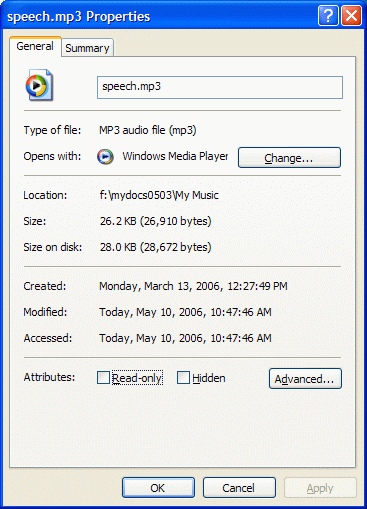 speech.mp3 Properties
General Summary
speech.mp3
Type of file: MP3 audio file (mp3)
Opens with: Windows Media Player Change...
Location: f:\mydocs0503\My Music
Size: 26.2 KB (26,910 bytes)
Size on disk: 28.0 KB (28,672 bytes)
Created: Monday, March 13, 2006, 12:27:49 PM
Modified: Today, May 10, 2006, 10:47:46 AM
Accessed: Today, May 10, 2006, 10:47:46 AM
Attributes: Read-only Hidden Advanced...
OK Cancel Apply